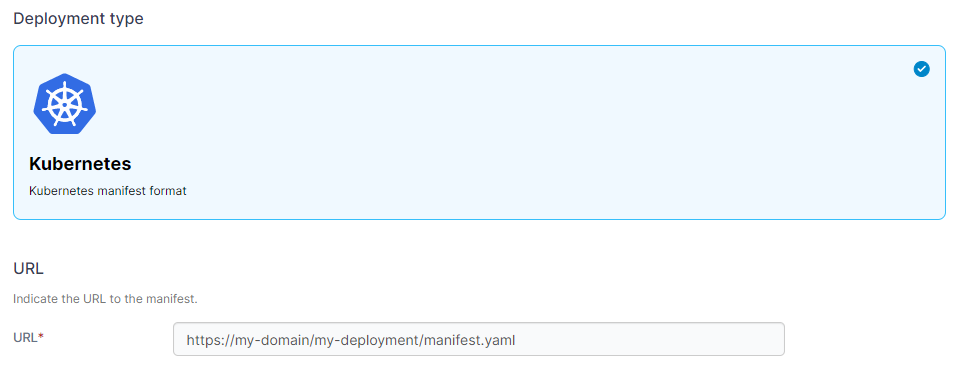 Deployment type
Kubernetes
Kubernetes manifest format
URL
Indicate the URL to the manifest.
URL*
https://my-domain/my-deployment/manifest.yaml